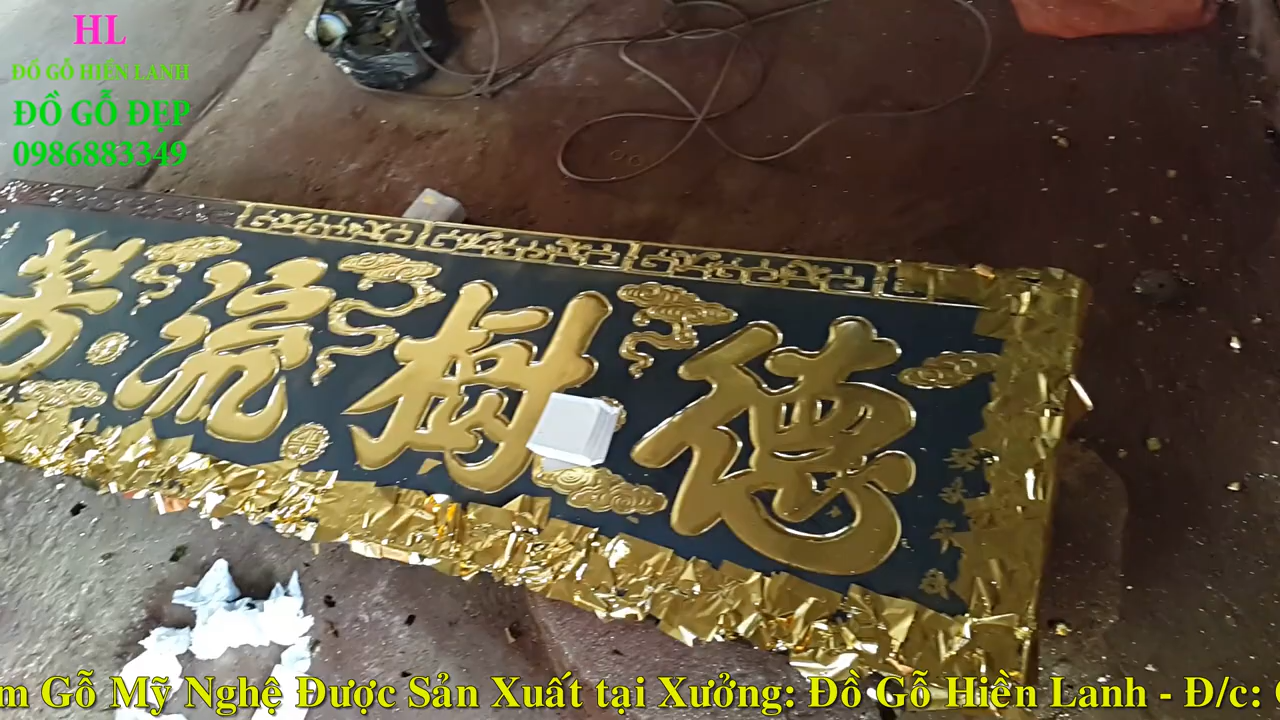 HL
ĐỒ GỖ HIỀN LANH
ĐỒ GỖ ĐẸP
0986883349
德樹流芳
m Gỗ Mỹ Nghệ Được Sản Xuất tại Xưởng: Đồ Gỗ Hiền Lanh - Đ/c: